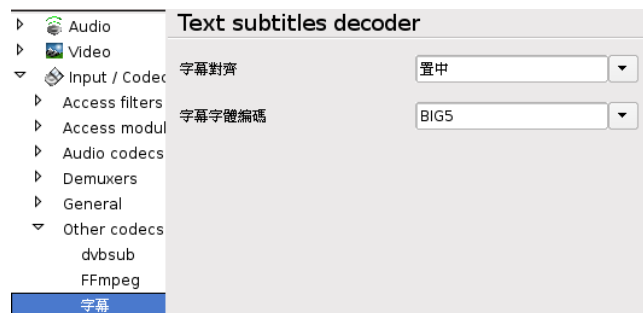 Audio
Video
Input / Codec
Access filters
Access modul
Audio codecs
Demuxers
General
Other codecs
dvbsub
FFmpeg
字幕
Text subtitles decoder
字幕對齊
置中
字幕字體編碼
BIG5